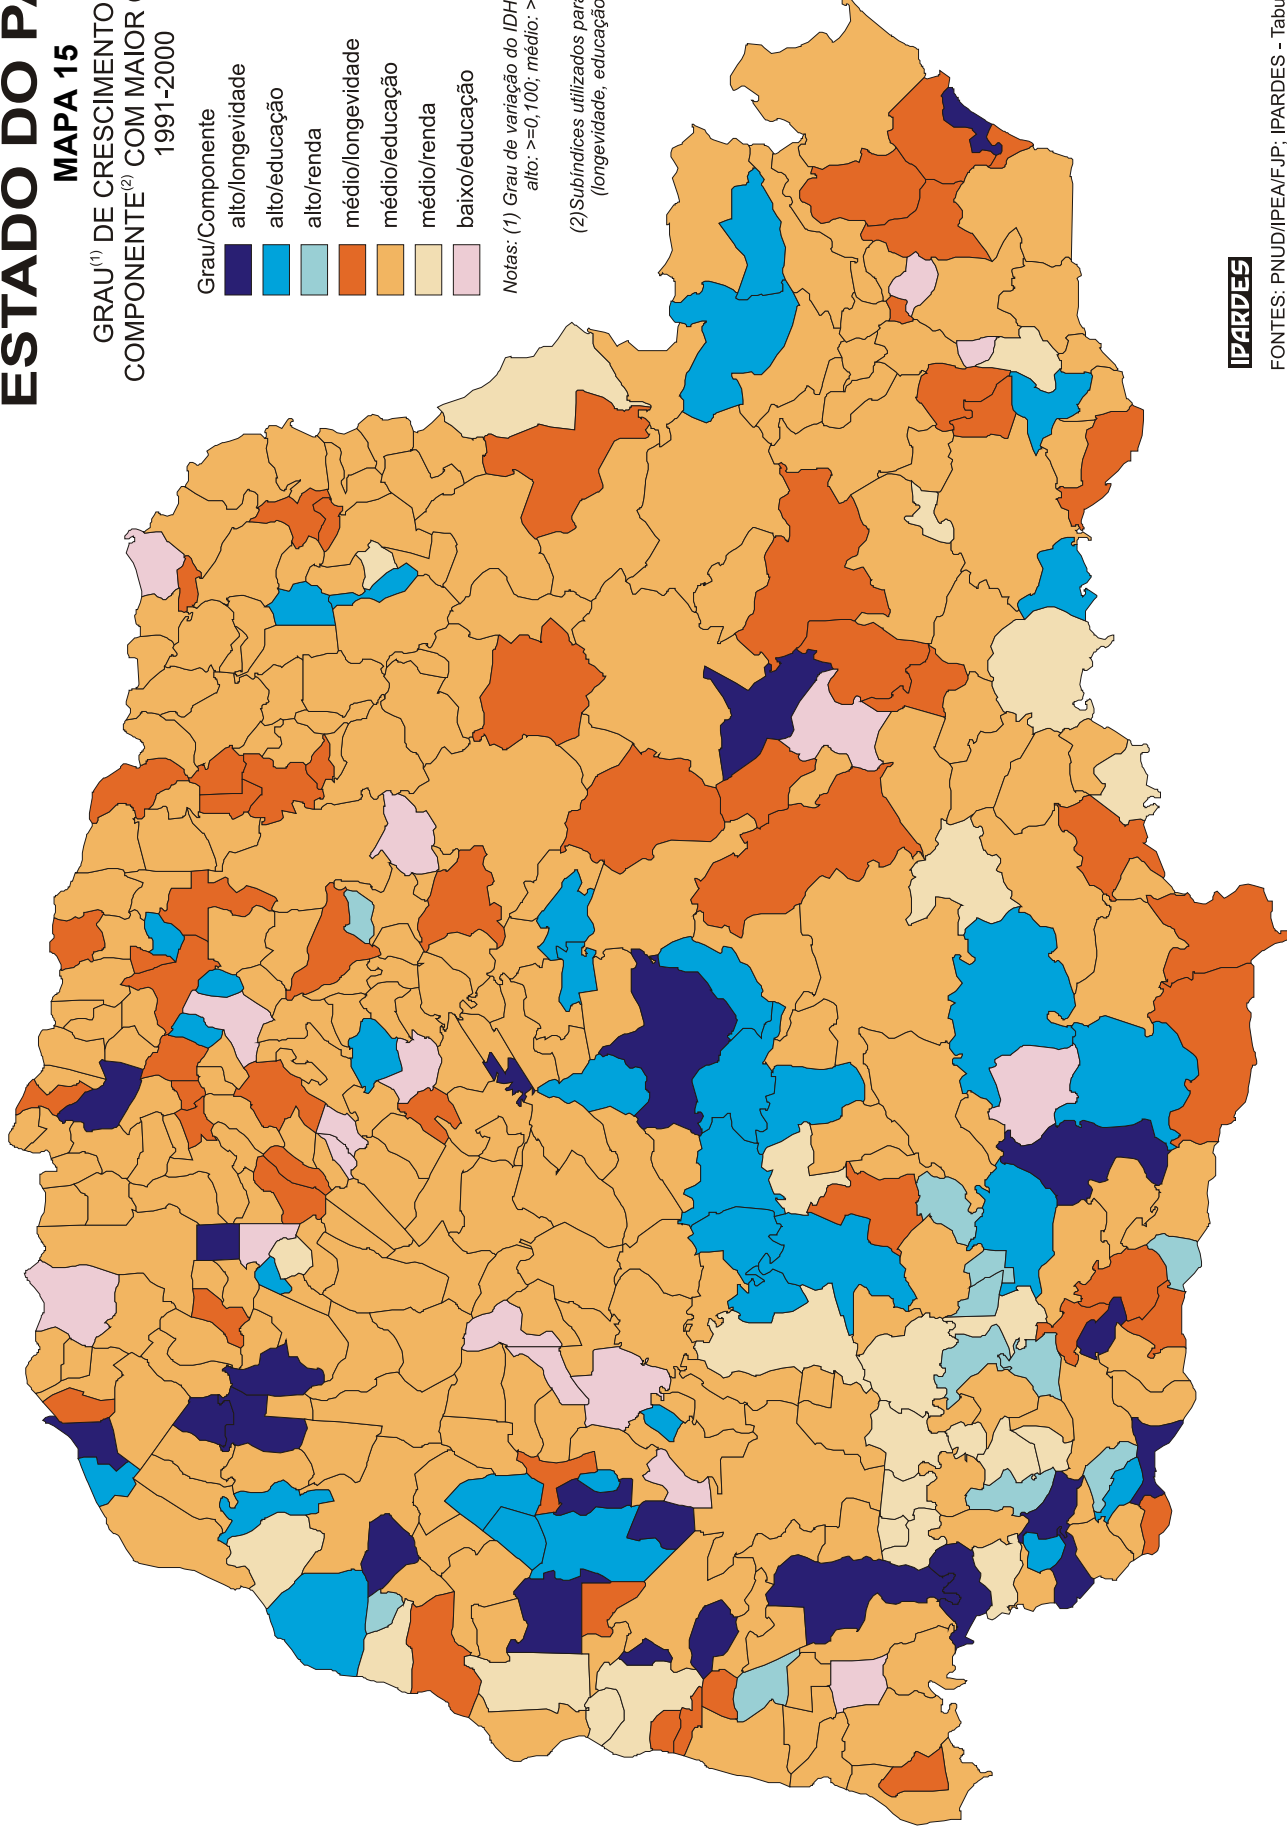 ESTADO DO
MAPA 15
GRAU(1) DE CRESCIMENTO
COMPONENTE(2) COM MAIOR
1991-2000
Grau/Componente
alto/longevidade
alto/educação
alto/renda
médio/longevidade
médio/educação
médio/renda
baixo/educação
Notas: (1) Grau de variação do IDH
alto: >=0,100; médio: >
(2)Subíndices utilizados para
(longevidade, educação
IPARDES
FONTES: PNUD/IPEA/FJP; IPARDES - Tabu